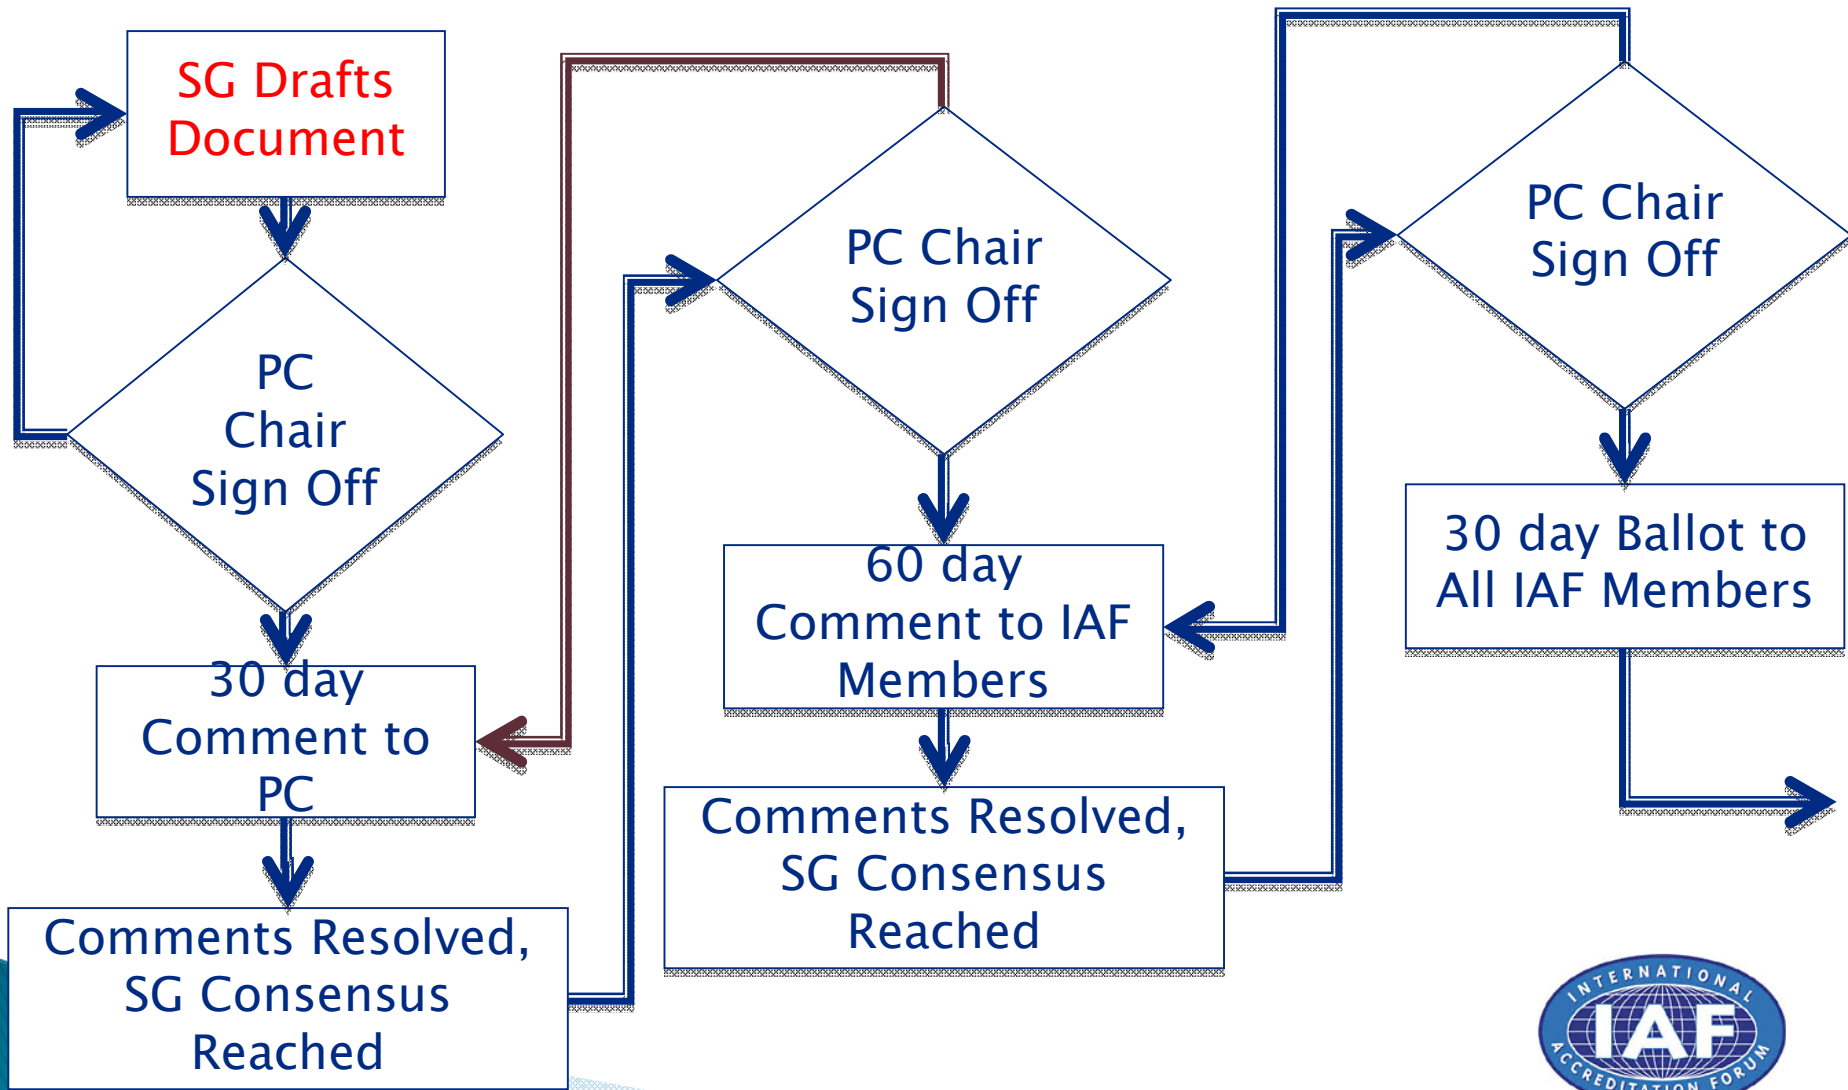 SG Drafts
Document
PC
Chair
Sign Off
30 day
Comment to
PC
Comments Resolved,
SG Consensus
Reached
PC Chair
Sign Off
60 day
Comment to IAF
Members
Comments Resolved,
SG Consensus
Reached
PC Chair
Sign Off
30 day Ballot to
All IAF Members
INTERNATIONAL
IAF
ACCREDITATION FORUM